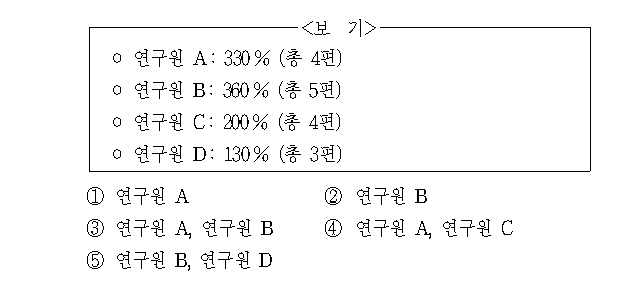 <보 기>
○ 연구원 A: 330% (총 4편)
○ 연구원 B: 360% (총 5편)
○ 연구원 C: 200% (총 4편)
○ 연구원 D: 130% (총 3편)
① 연구원 A ② 연구원 B
③ 연구원 A, 연구원 B ④ 연구원 A, 연구원 C
⑤ 연구원 B, 연구원 D